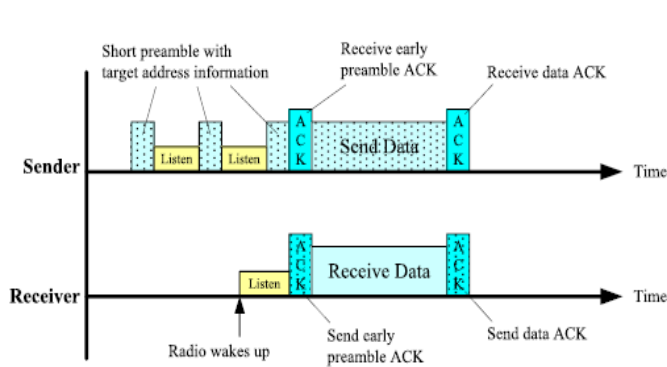 Short preamble with
target address information
Receive early
preamble ACK
Receive data ACK
Sender
Listen
Listen
A
C
K
Send Data
A
C
K
Time
Receiver
Listen
A
C
K
Receive Data
A
C
K
Time
Radio wakes up
Send early
preamble ACK
Send data ACK